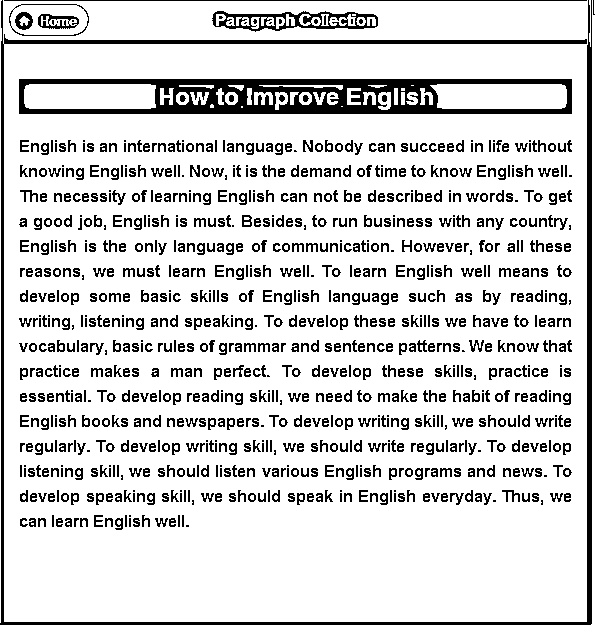 Home
Paragraph Collection
How to Improve English
English is an international language. Nobody can succeed in life without
knowing English well. Now, it is the demand of time to know English well.
The necessity of learning English can not be described in words. To get
a good job, English is must. Besides, to run business with any country,
English is the only language of communication. However, for all these
reasons, we must learn English well. To learn English well means to
develop some basic skills of English language such as by reading,
writing, listening and speaking. To develop these skills we have to learn
vocabulary, basic rules of grammar and sentence patterns. We know that
practice makes a man perfect. To develop these skills, practice is
essential. To develop reading skill, we need to make the habit of reading
English books and newspapers. To develop writing skill, we should write
regularly. To develop writing skill, we should write regularly. To develop
listening skill, we should listen various English programs and news. To
develop speaking skill, we should speak in English everyday. Thus, we
can learn English well.